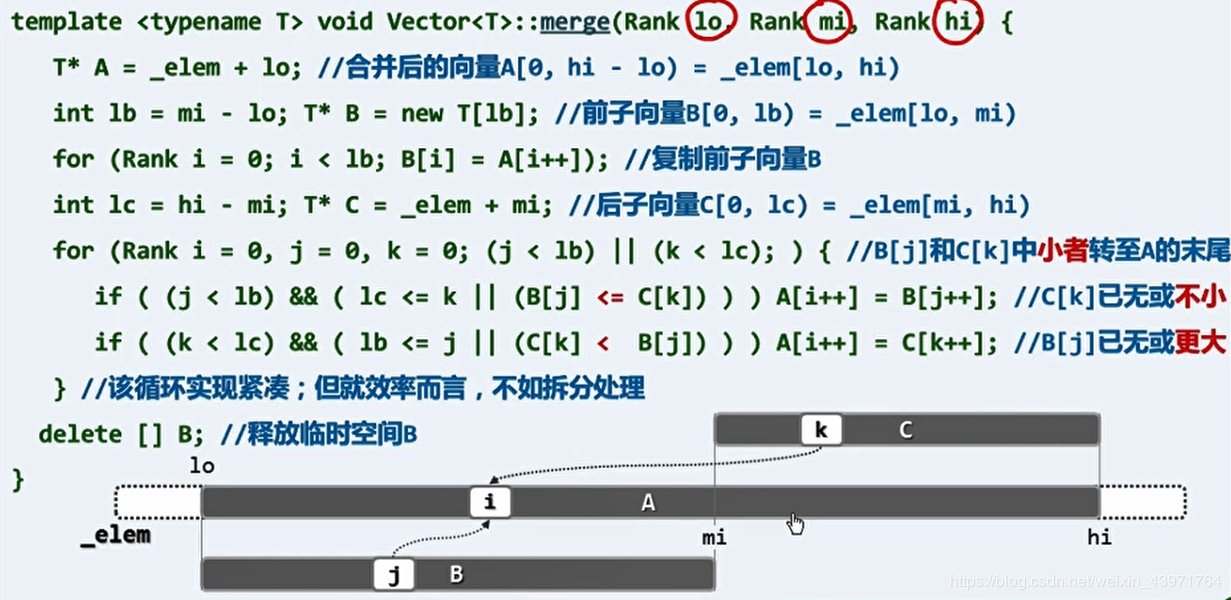 template <typename T> void Vector<T>::merge(Rank lo, Rank mi, Rank hi) {
T* A = _elem + lo; //合并后的向量A[0, hi - lo) = _elem[lo, hi)
int lb = mi - lo; T* B = new T[lb]; //前子向量B[0, lb) = _elem[lo, mi)
for (Rank i = 0; i < lb; B[i] = A[i++]); //复制前子向量B
int lc = hi - mi; T* C = _elem + mi; //后子向量C[0, lc) = _elem[mi, hi)
for (Rank i = 0, j = 0, k = 0; (j < lb) || (k < lc); ) { //B[j]和C[k]中小者转至A的末尾
if ( (j < lb) && ( lc <= k || (B[j] <= C[k]) ) ) A[i++] = B[j++]; //C[k]已无或不小
if ( (k < lc) && ( lb <= j || (C[k] < B[j]) ) ) A[i++] = C[k++]; //B[j]已无或更大
} //该循环实现紧凑；但就效率而言，不如拆分处理
delete [] B; //释放临时空间B
}
k C
lo
i A
_elem
mi
hi
j B
https://blog.csdn.net/weixin_43971764